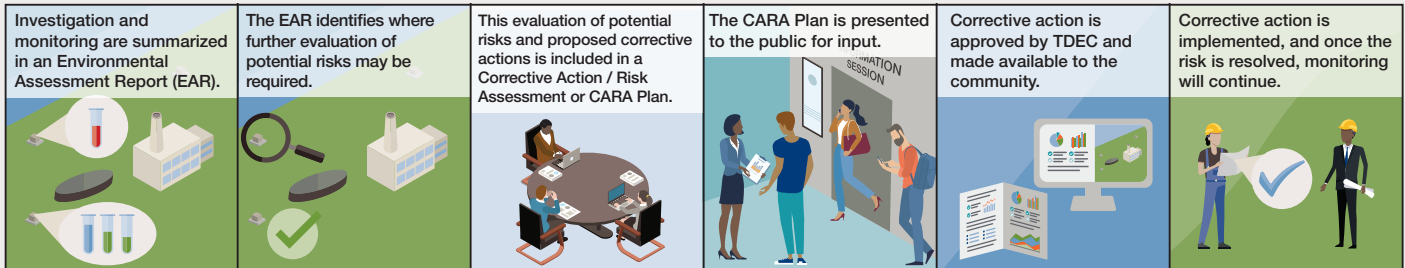 Investigation and
monitoring are summarized
in an Environmental
Assessment Report (EAR).
The EAR identifies where
further evaluation of
potential risks may be
required.
This evaluation of potential
risks and proposed corrective
actions is included in a
Corrective Action / Risk
Assessment or CARA Plan.
The CARA Plan is presented
to the public for input.
MATION
SESSION
Corrective action is
approved by TDEC and
made available to the
community.
Corrective action is
implemented, and once the
risk is resolved, monitoring
will continue.